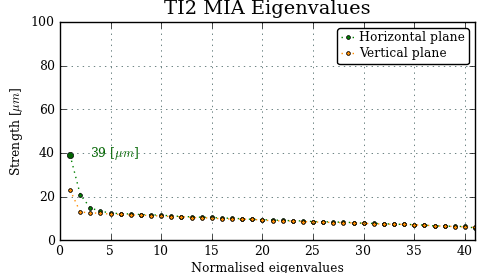 TI2 MIA Eigenvalues
100
80
60
40
20
0
Strength [μm]
Horizontal plane
Vertical plane
39 [μm]
0 5 10 15 20 25 30 35 40
Normalised eigenvalues